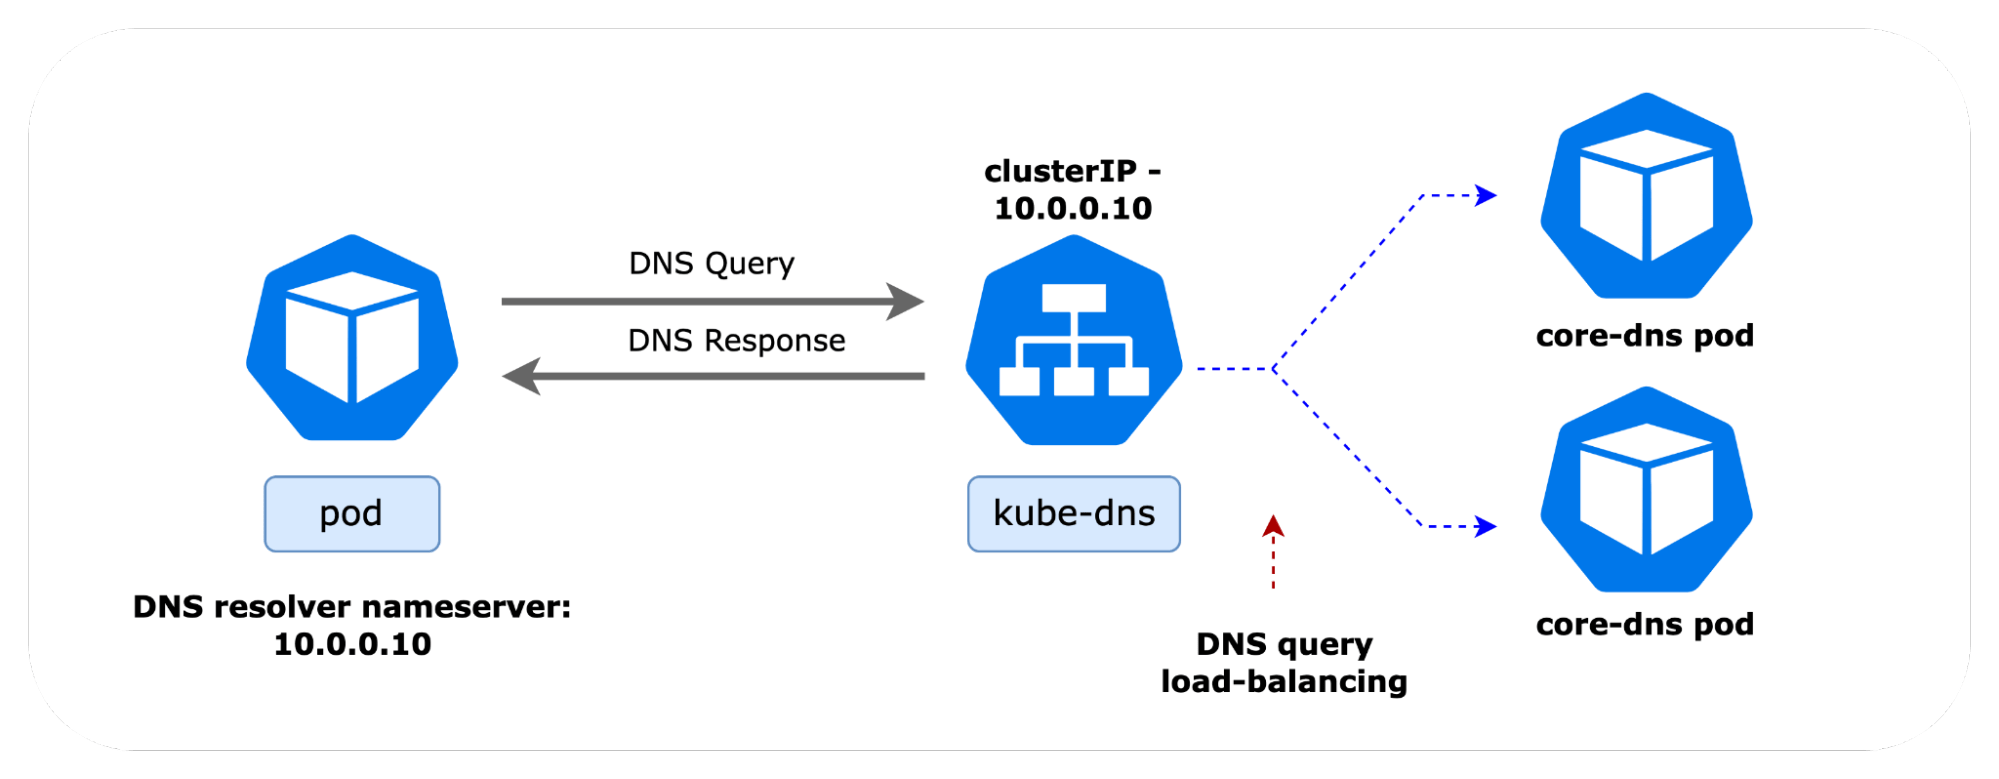 clusterIP -
10.0.0.10
DNS Query
DNS Response
pod
kube-dns
DNS resolver nameserver:
10.0.0.10
DNS query
load-balancing
core-dns pod
core-dns pod